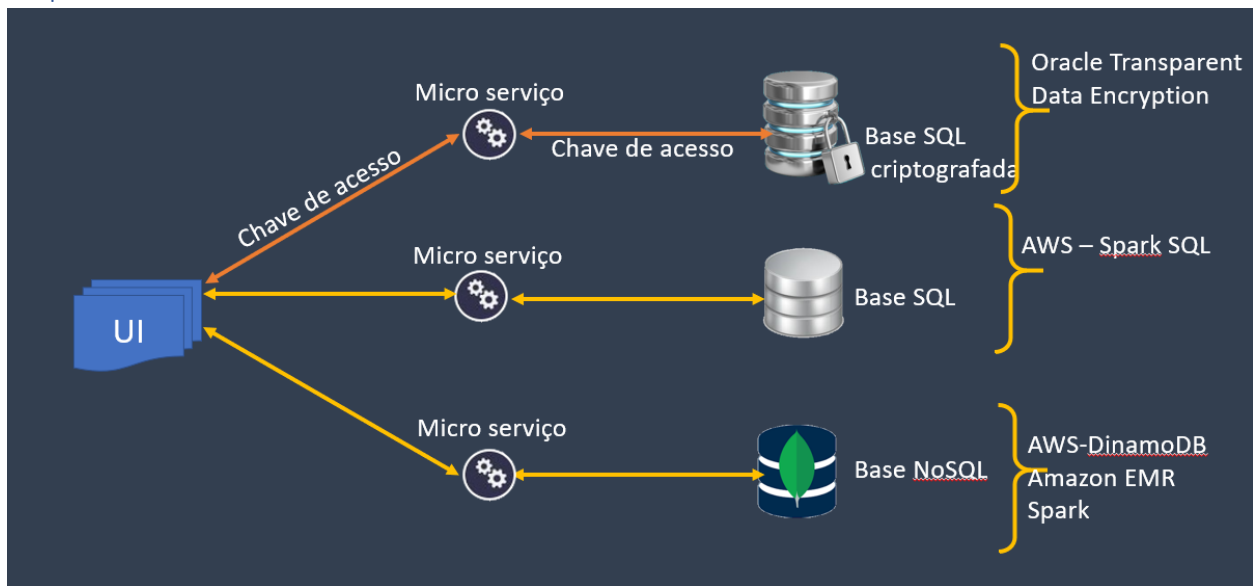 Oracle Transparent
Data Encryption
Micro serviço
Chave de acesso
Base SQL
criptografada
Chave de acesso
AWS – Spark SQL
Micro serviço
Base SQL
UI
Micro serviço
Base NoSQL
AWS-DinamoDB
Amazon EMR
Spark